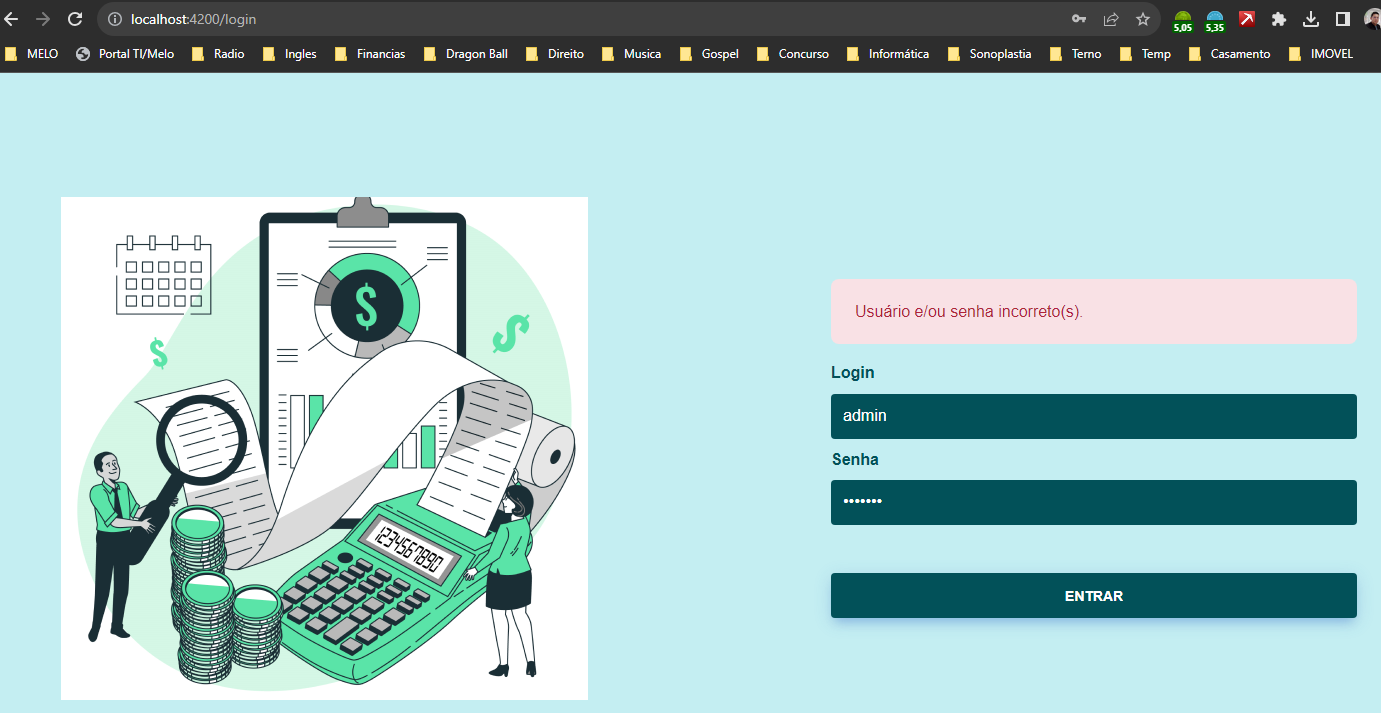 localhost:4200/login
5,05 5,35
MELO Portal TI/Melo Radio Ingles Financias Dragon Ball Direito Musica Gospel Concurso Informática Sonoplastia Terno Temp Casamento IMOVEL
$
$
$
1234567890
Usuário e/ou senha incorreto(s).
Login
admin
Senha
•••••••
ENTRAR